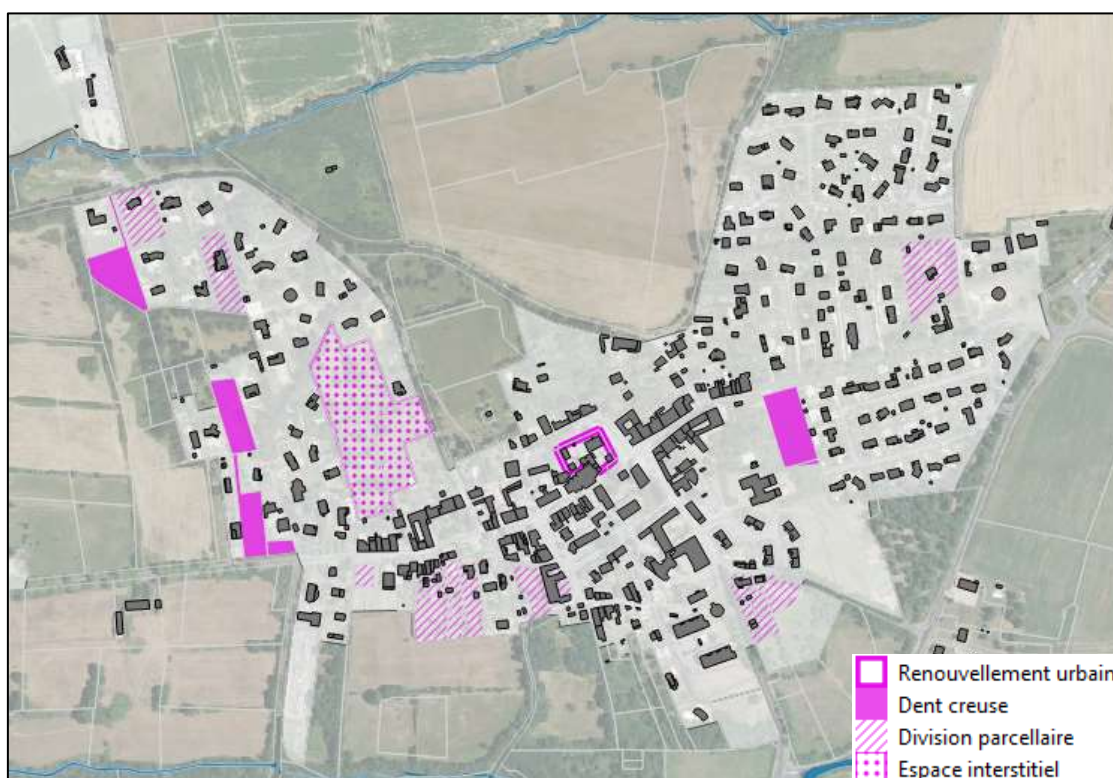 Renouvellement urbain
Dent creuse
Division parcellaire
Espace interstitiel